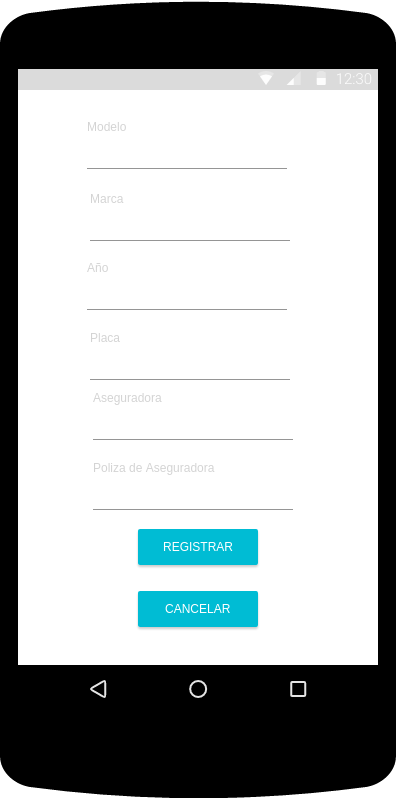 12:30
Modelo
Marca
Año
Placa
Aseguradora
Poliza de Aseguradora
REGISTRAR
CANCELAR